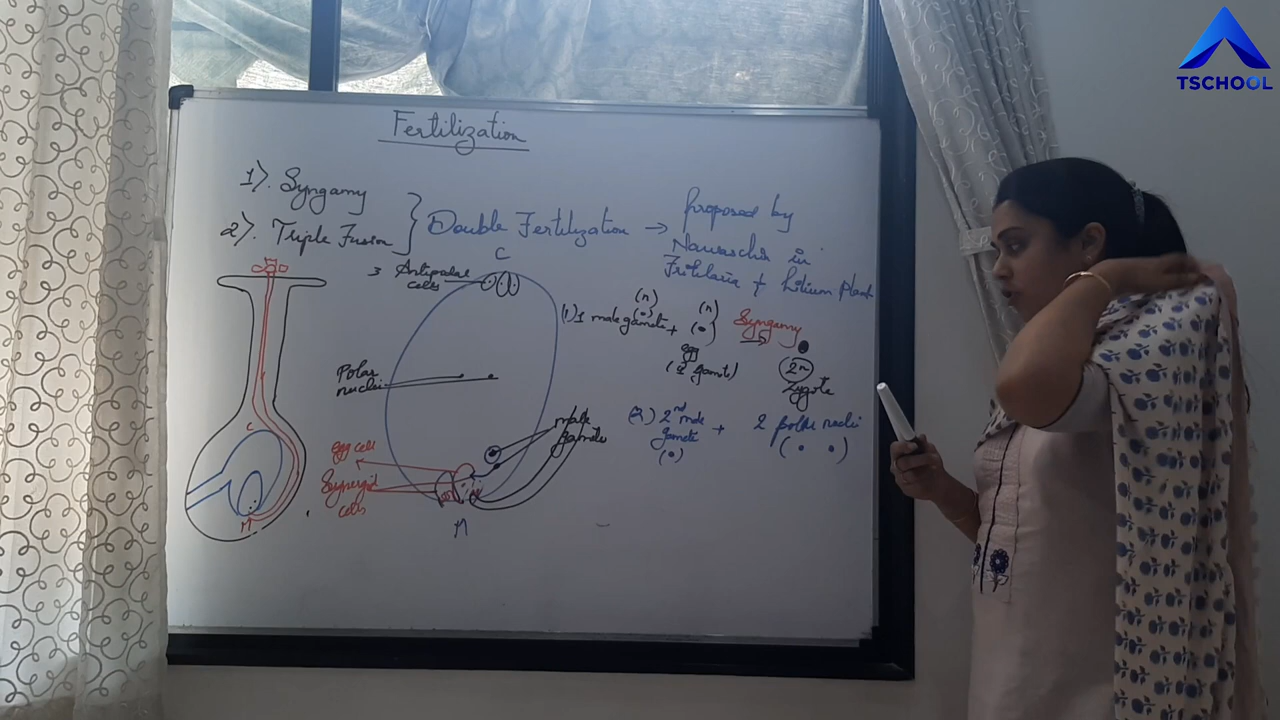 TSCHOOL
Fertilization
1). Syngamy
2). Triple Fusion
Double Fertilization →
Proposed by
Nawaschin in
Fritilaria + Lilium Plant
C
3 Antipodal
cells
Polar
nuclei
egg cell
Synergid
cells
male
gamete
M
C
M
(1) 1 male gamete +
(n)
(n)
egg
(♀ gamete)
Syngamy
→
2n
Zygote
(2) 2nd male
gamete
+
2 polar nuclei